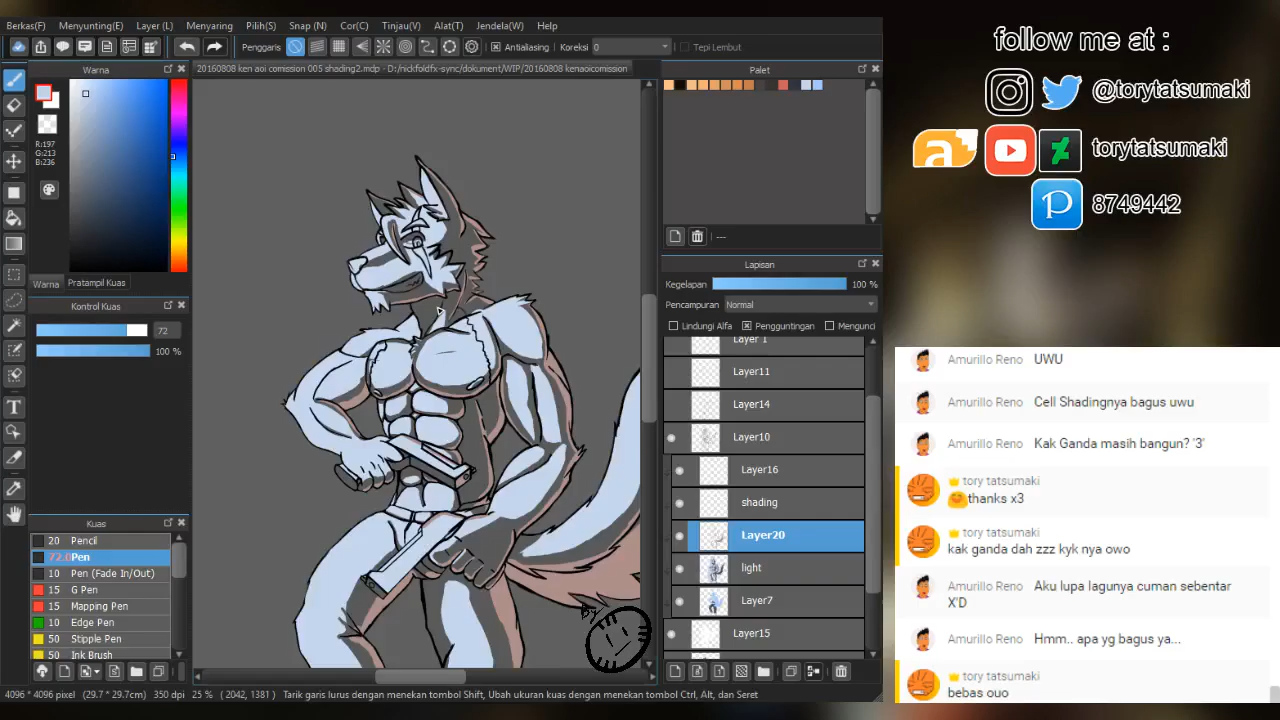 Berkas(F) Menyunting(E) Layer (L) Menyaring Pilih(S) Snap (N) Cor(C) Tinjau(V) Alat(T) Jendela(W) Help
Penggaris Antialiasing Koreksi 0 Tepi Lembut
Warna
20160808 ken aoi comission 005 shading2.mdp - D:/nickfoldfx-sync/dokument/WIP/20160808 kenaoicomission
Palet
R:197
G:213
B:236
Warna Pratampil Kuas
Kontrol Kuas
72
100 %
---
Lapisan
Kegelapan 100 %
Pencampuran Normal
Lindungi Alfa Pengguntingan Mengunci
Layer 1
Layer11
Layer14
Layer10
Layer16
shading
Layer20
light
Layer7
Layer15
Kuas
20 Pencil
72.0 Pen
10 Pen (Fade In/Out)
15 G Pen
15 Mapping Pen
10 Edge Pen
50 Stipple Pen
50 Ink Brush
4096 * 4096 pixel (29.7 * 29.7cm) 350 dpi 25 % (2042, 1381) Tarik garis lurus dengan menekan tombol Shift, Ubah ukuran kuas dengan menekan tombol Ctrl, Alt, dan Seret
follow me at :
@torytatsumaki
torytatsumaki
8749442
Amurillo Reno UWU
Amurillo Reno Cell Shadingnya bagus uwu
Amurillo Reno Kak Ganda masih bangun? '3'
tory tatsumaki
thanks x3
tory tatsumaki
kak ganda dah zzz kyk nya owo
Amurillo Reno Aku lupa lagunya cuman sebentar
X'D
Amurillo Reno Hmm.. apa yg bagus ya...
tory tatsumaki
bebas ouo